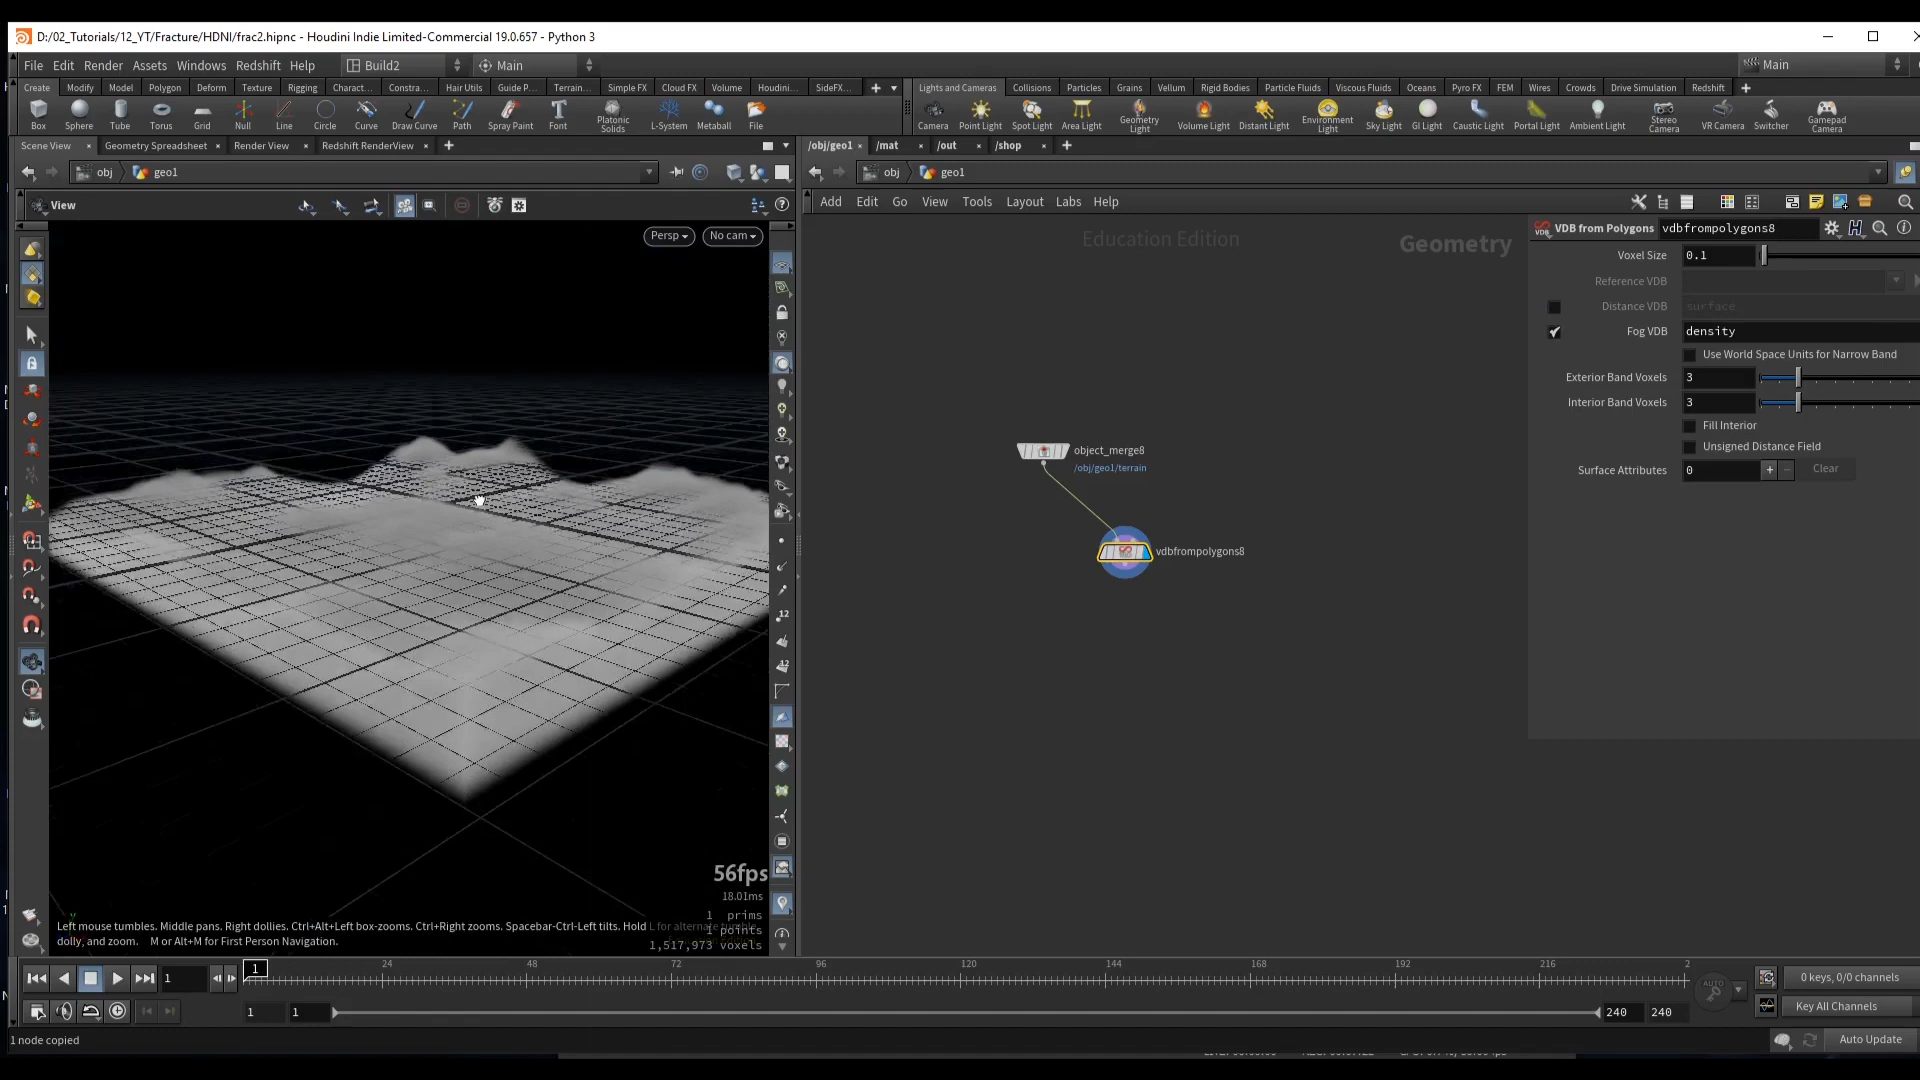 D:/02_Tutorials/12_YT/Fracture/HDNI/frac2.hipnc - Houdini Indie Limited-Commercial 19.0.657 - Python 3
File Edit Render Assets Windows Redshift Help Build2 Main Main
Create Modify Model Polygon Deform Texture Rigging Charact... Constra... Hair Utils Guide P... Terrain... Simple FX Cloud FX Volume Houdini... SideFX... Lights and Cameras Collisions Particles Grains Vellum Rigid Bodies Particle Fluids Viscous Fluids Oceans Pyro FX FEM Wires Crowds Drive Simulation Redshift
Box Sphere Tube Torus Grid Null Line Circle Curve Draw Curve Path Spray Paint Font Platonic Solids L-System Metaball File Camera Point Light Spot Light Area Light Geometry Light Volume Light Distant Light Environment Light Sky Light GI Light Caustic Light Portal Light Ambient Light Stereo Camera VR Camera Switcher Gamepad Camera
Scene View Geometry Spreadsheet Render View Redshift RenderView /obj/geo1 /mat /out /shop
obj geo1 obj geo1
View Add Edit Go View Tools Layout Labs Help
Persp No cam
Education Edition
Geometry
VDB from Polygons vdbfrompolygons8
Voxel Size 0.1
Reference VDB
Distance VDB surface
Fog VDB density
Use World Space Units for Narrow Band
Exterior Band Voxels 3
Interior Band Voxels 3
Fill Interior
Unsigned Distance Field
Surface Attributes 0 + - Clear
object_merge8
/obj/geo1/terrain
vdbfrompolygons8
12
12
56fps
18.01ms
1 prims
1 points
1,517,973 voxels
Left mouse tumbles. Middle pans. Right dollies. Ctrl+Alt+Left box-zooms. Ctrl+Right zooms. Spacebar-Ctrl-Left tilts. Hold L for alternate tumble,
dolly, and zoom. M or Alt+M for First Person Navigation.
1 1 24 48 72 96 120 144 168 192 216 2
AUTO
0 keys, 0/0 channels
1 1 240 240 Key All Channels
1 node copied
Auto Update